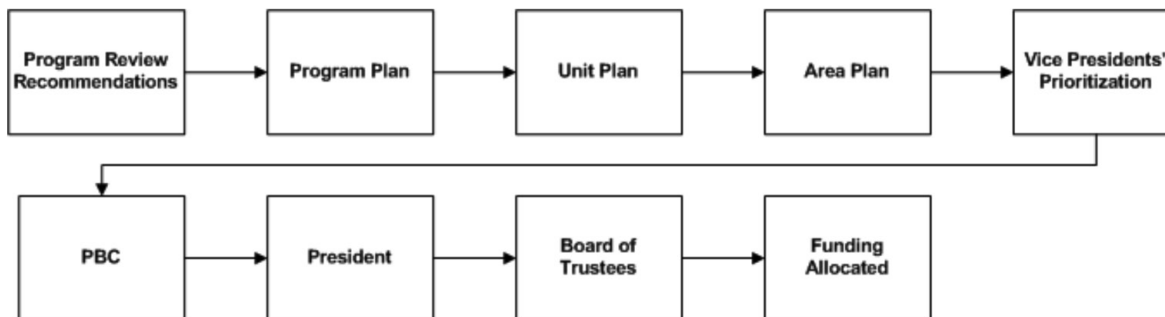 Program Review
Recommendations
Program Plan
Unit Plan
Area Plan
Vice Presidents'
Prioritization
PBC
President
Board of
Trustees
Funding
Allocated